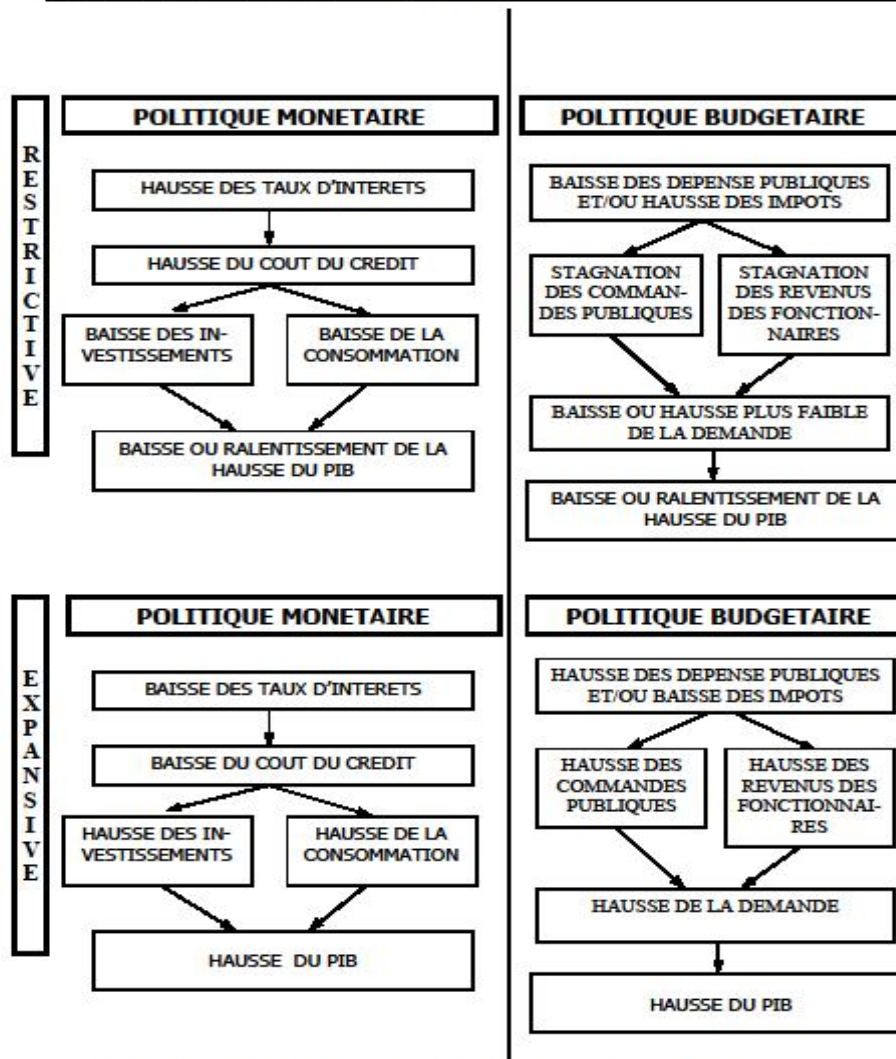 RESTRICTIVE
POLITIQUE MONETAIRE
HAUSSE DES TAUX D'INTERETS
HAUSSE DU COUT DU CREDIT
BAISSE DES IN-
VESTISSEMENTS
BAISSE DE LA
CONSOMMATION
BAISSE OU RALENTISSEMENT DE LA
HAUSSE DU PIB
POLITIQUE BUDGETAIRE
BAISSE DES DEPENSE PUBLIQUES
ET/OU HAUSSE DES IMPOTS
STAGNATION
DES COMMAN-
DES PUBLIQUES
STAGNATION
DES REVENUS
DES FONCTION-
NAIRES
BAISSE OU HAUSSE PLUS FAIBLE
DE LA DEMANDE
BAISSE OU RALENTISSEMENT DE LA
HAUSSE DU PIB
EXPANSIVE
POLITIQUE MONETAIRE
BAISSE DES TAUX D'INTERETS
BAISSE DU COUT DU CREDIT
HAUSSE DES IN-
VESTISSEMENTS
HAUSSE DE LA
CONSOMMATION
HAUSSE DU PIB
POLITIQUE BUDGETAIRE
HAUSSE DES DEPENSE PUBLIQUES
ET/OU BAISSE DES IMPOTS
HAUSSE DES
COMMANDES
PUBLIQUES
HAUSSE DES
REVENUS DES
FONCTIONNAI-
RES
HAUSSE DE LA DEMANDE
HAUSSE DU PIB